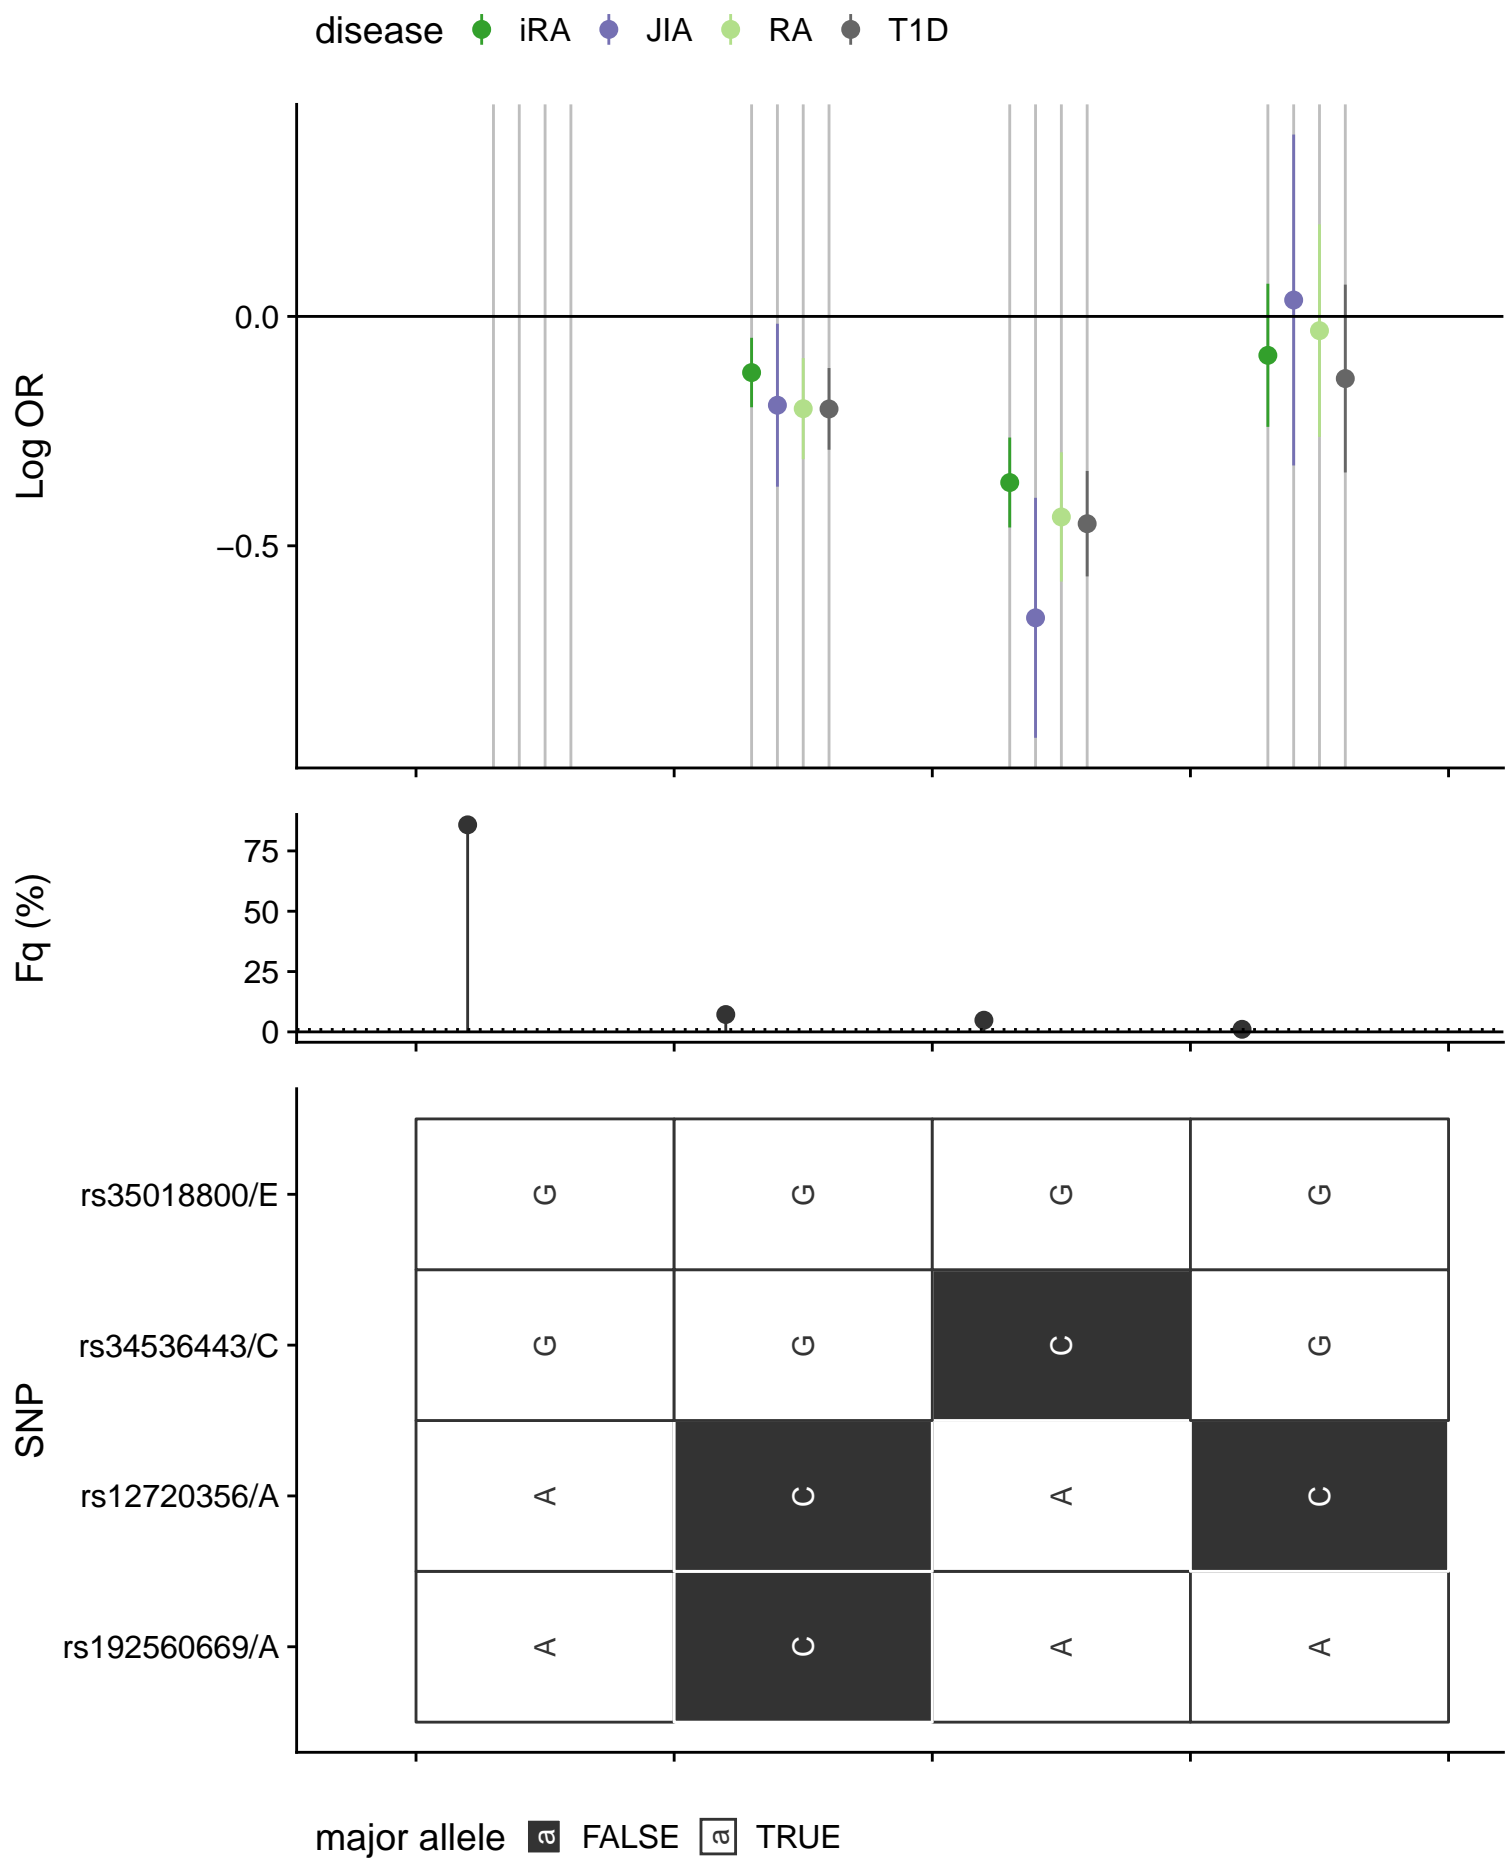 disease iRA JIA RA T1D
Log OR
0.0
−0.5
Fq (%)
75
50
25
0
SNP
rs35018800/E G G G G
rs34536443/C G G C G
rs12720356/A A C A C
rs192560669/A A C A A
major allele a FALSE a TRUE